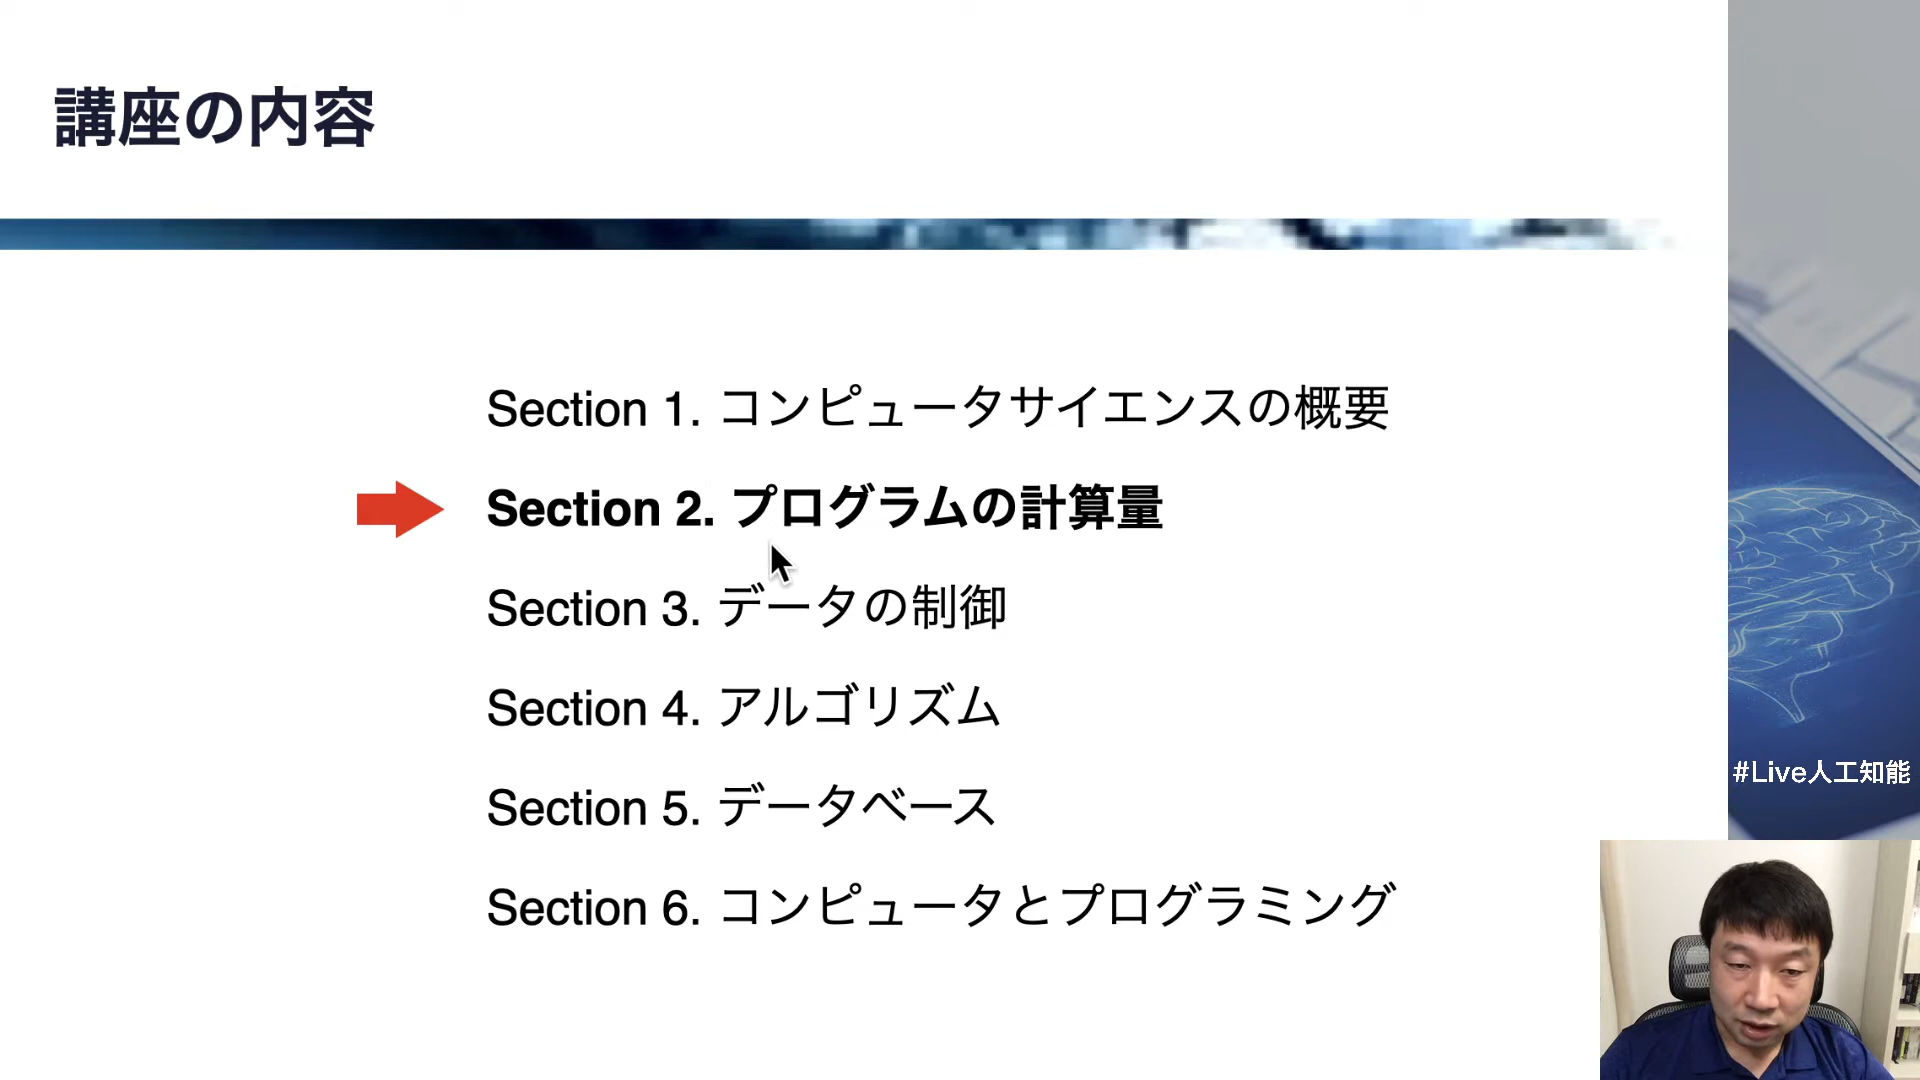 講座の内容
Section 1. コンピュータサイエンスの概要
Section 2. プログラムの計算量
Section 3. データの制御
Section 4. アルゴリズム
Section 5. データベース
Section 6. コンピュータとプログラミング
#Live人工知能